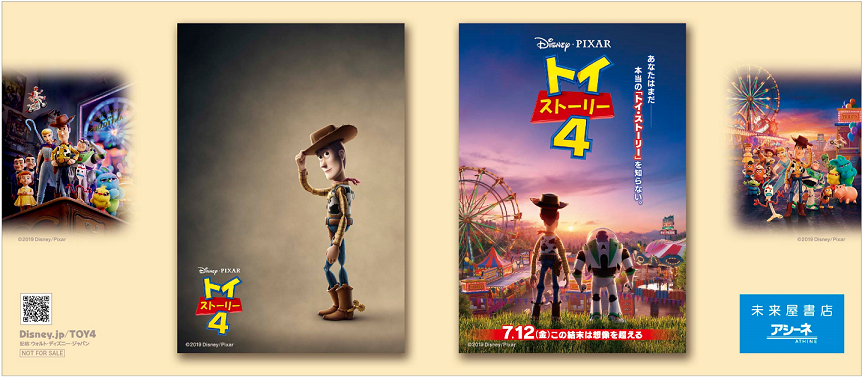 ©2019 Disney/Pixar
Disney.jp/TOY4
配給:ウォルト・ディズニー・ジャパン
NOT FOR SALE
Disney・PIXAR
トイ
ストーリー
4
©2019 Disney/Pixar
Disney・PIXAR
トイ
ストーリー
4
あなたはまだ
本当の「トイ・ストーリー」を知らない。
7.12(金)この結末は想像を超える
©2019 Disney/Pixar
©2019 Disney/Pixar
未来屋書店
アシーネ
ATHINE